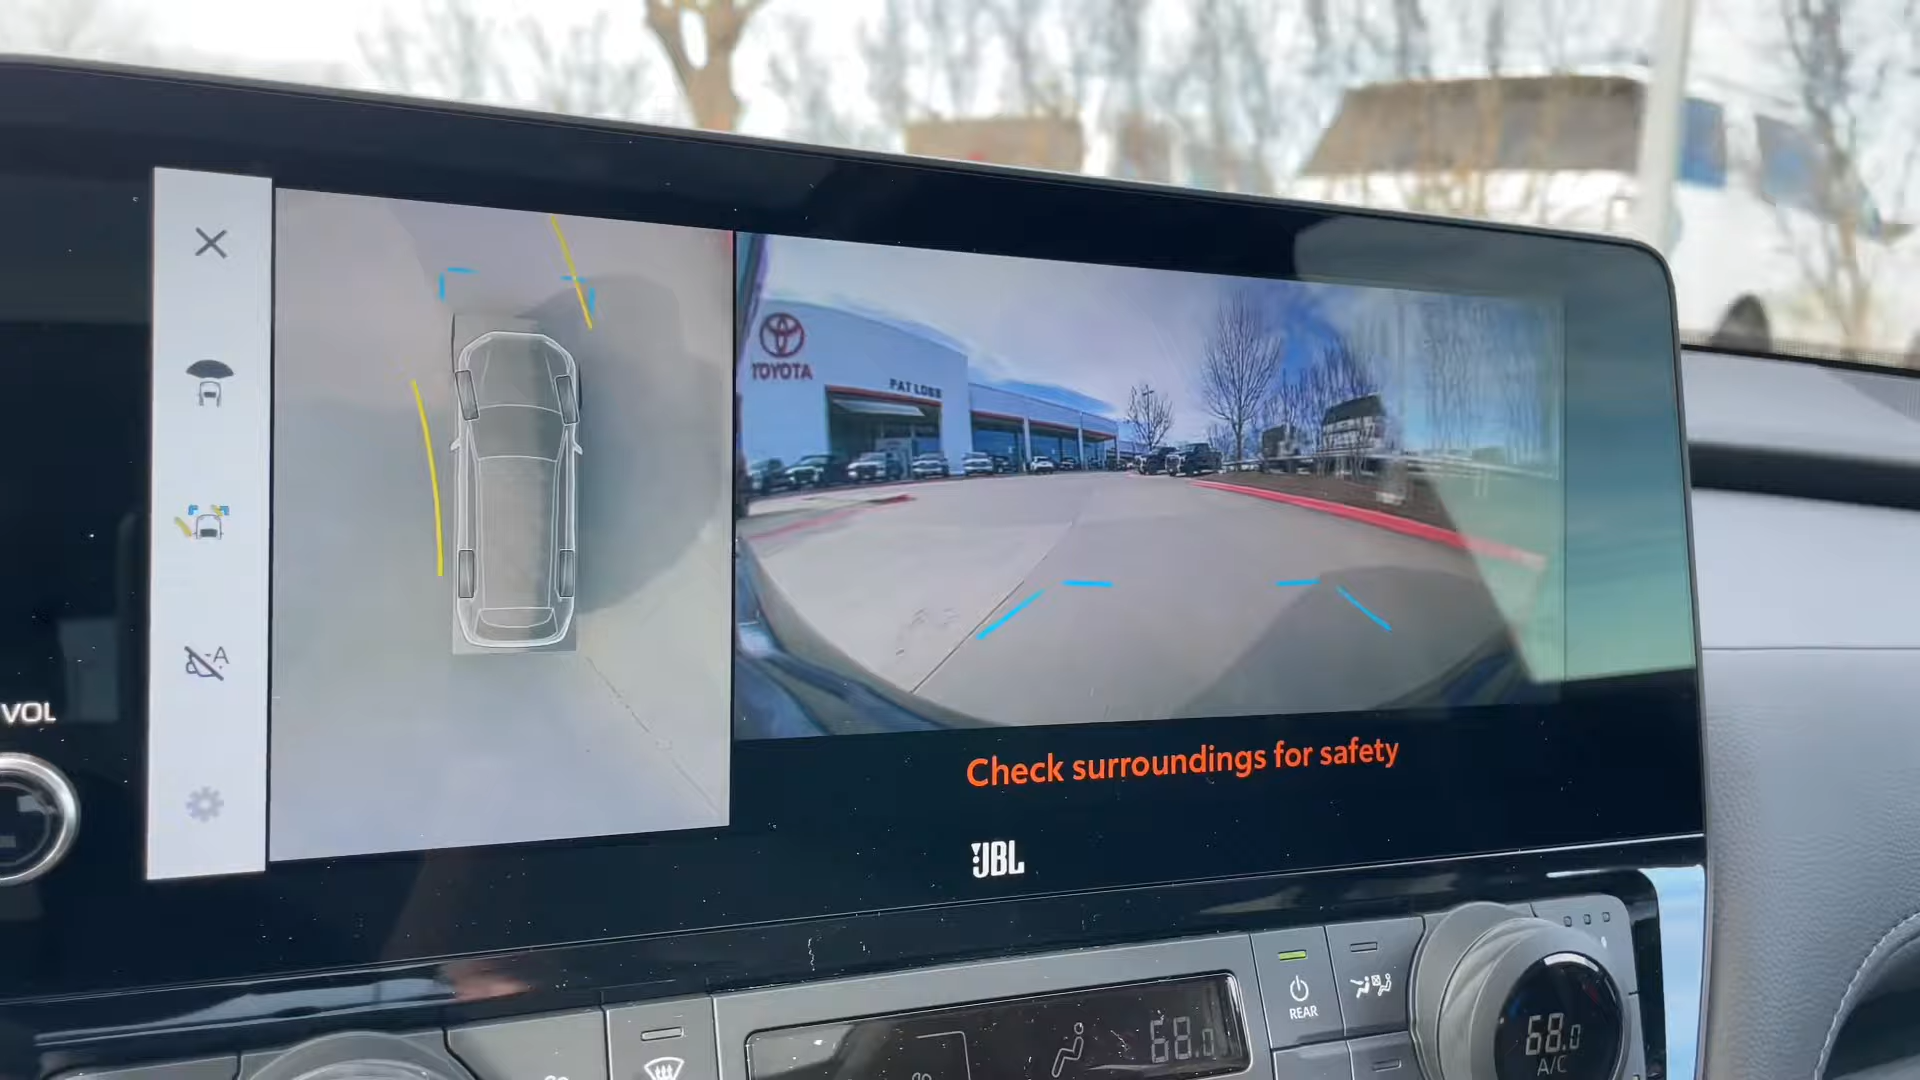 TOYOTA
PAT LOBB
A
VOL
Check surroundings for safety
JBL
REAR
68.0
68.0
A/C